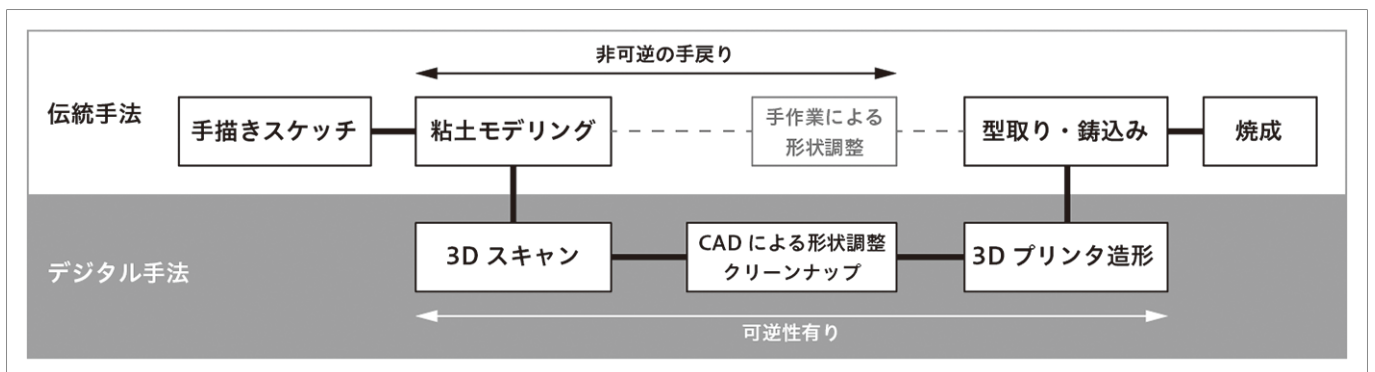 非可逆の手戻り
伝統手法
手描きスケッチ
粘土モデリング
手作業による
形状調整
型取り・鋳込み
焼成
デジタル手法
3D スキャン
CAD による形状調整
クリーンナップ
3D プリンタ造形
可逆性有り